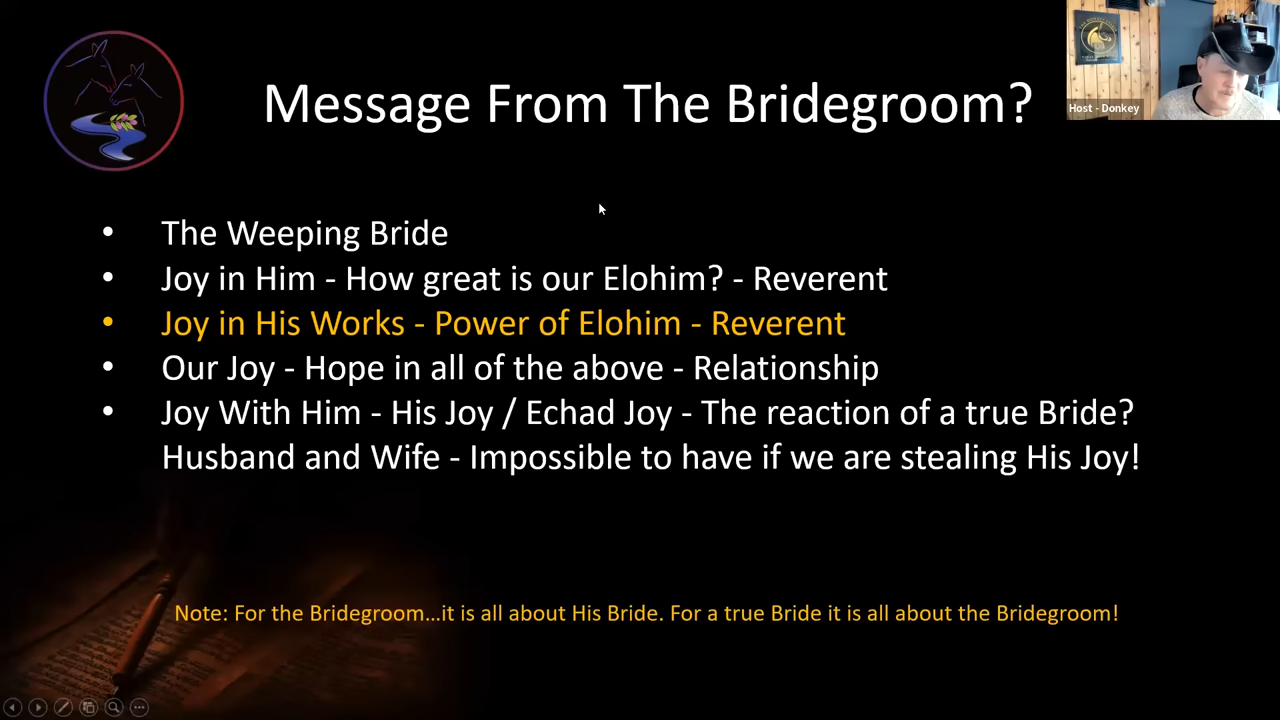 Message From The Bridegroom?
Host - Donkey
• The Weeping Bride
• Joy in Him - How great is our Elohim? - Reverent
• Joy in His Works - Power of Elohim - Reverent
• Our Joy - Hope in all of the above - Relationship
• Joy With Him - His Joy / Echad Joy - The reaction of a true Bride?
Husband and Wife - Impossible to have if we are stealing His Joy!
Note: For the Bridegroom...it is all about His Bride. For a true Bride it is all about the Bridegroom!